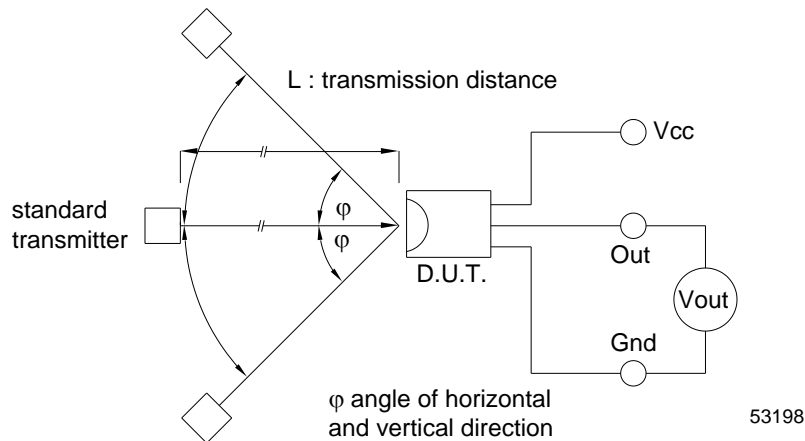 L : transmission distance
Vcc
standard
transmitter
φ
φ
D.U.T.
Out
Vout
Gnd
φ angle of horizontal
and vertical direction
53198